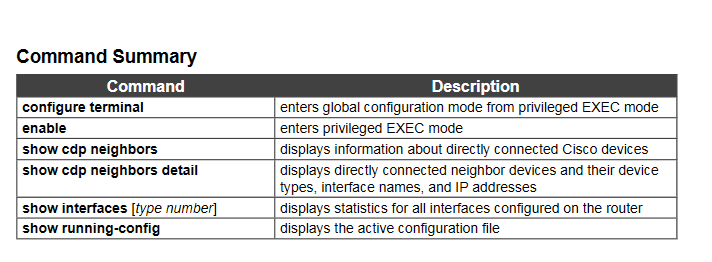 Command Summary
Command Description
configure terminal enters global configuration mode from privileged EXEC mode
enable enters privileged EXEC mode
show cdp neighbors displays information about directly connected Cisco devices
show cdp neighbors detail displays directly connected neighbor devices and their device
types, interface names, and IP addresses
show interfaces [type number] displays statistics for all interfaces configured on the router
show running-config displays the active configuration file